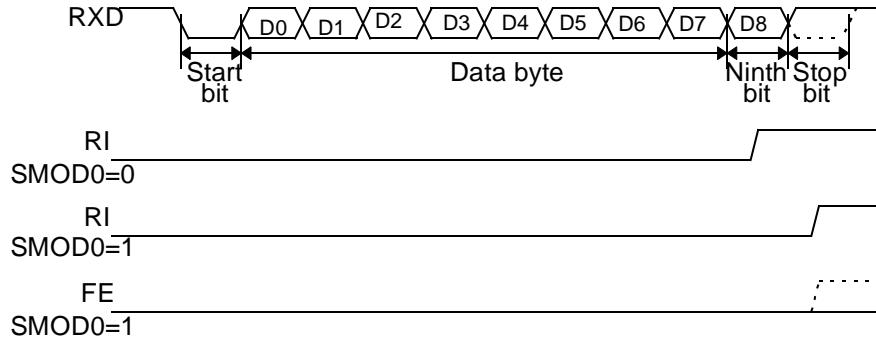 RXD D0 D1 D2 D3 D4 D5 D6 D7 D8
Start bit Data byte Ninth bit Stop bit
RI
SMOD0=0
RI
SMOD0=1
FE
SMOD0=1